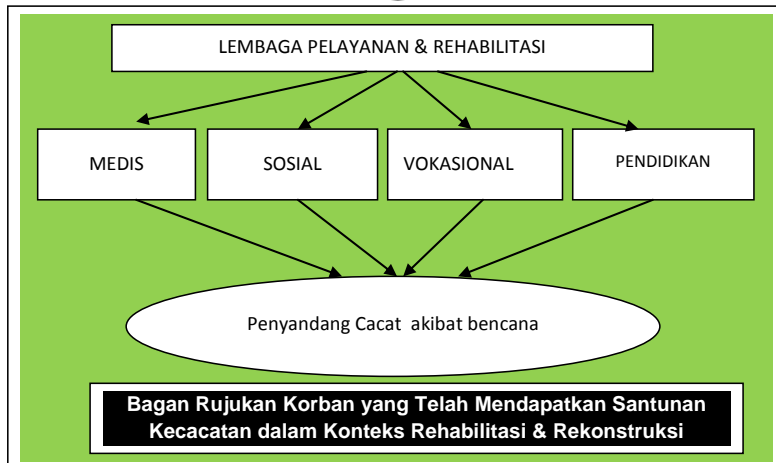 LEMBAGA PELAYANAN & REHABILITASI
MEDIS
SOSIAL
VOKASIONAL
PENDIDIKAN
Penyandang Cacat akibat bencana
Bagan Rujukan Korban yang Telah Mendapatkan Santunan
Kecacatan dalam Konteks Rehabilitasi & Rekonstruksi